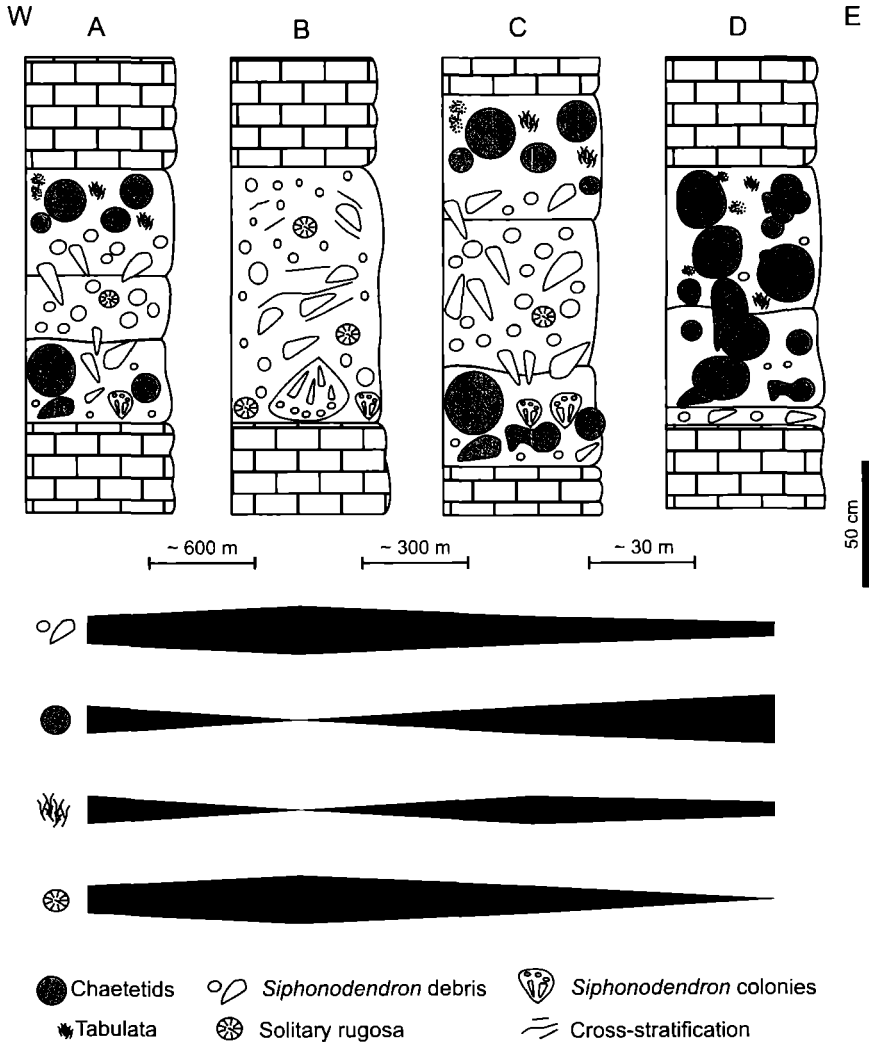 W E
A B C D
50 cm
~ 600 m ~ 300 m ~ 30 m
Chaetetids Siphonodendron debris Siphonodendron colonies
Tabulata Solitary rugosa Cross-stratification